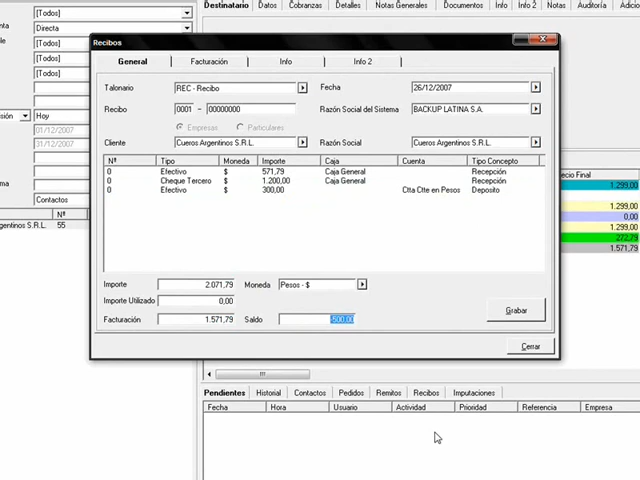 [Todos]
Destinatario Datos Cobranzas Detalles Notas Generales Documentos Info Info 2 Notas Auditoría Adicio
Directa
[Todos]
[Todos]
[Todos]
Hoy
01/12/2007
31/12/2007
Contactos
Nº
gentinos S.R.L. 55
Recibos
General Facturación Info Info 2
Talonario REC - Recibo Fecha 26/12/2007
Recibo 0001 - 00000000 Razón Social del Sistema BACKUP LATINA S.A.
Empresas Particulares
Cliente Cueros Argentinos S.R.L. Razón Social Cueros Argentinos S.R.L.
Nº Tipo Moneda Importe Caja Cuenta Tipo Concepto
0 Efectivo $ 571,79 Caja General Recepción
0 Cheque Tercero $ 1.200,00 Caja General Recepción
0 Efectivo $ 300,00 Ctta Ctte en Pesos Deposito
Importe 2.071,79 Moneda Pesos - $
Importe Utilizado 0,00
Facturación 1.571,79 Saldo -500,00
Grabar
Cerrar
ecio Final
1.299,00
1.299,00
0,00
1.299,00
272,79
1.571,79
Pendientes Historial Contactos Pedidos Remitos Recibos Imputaciones
Fecha Hora Usuario Actividad Prioridad Referencia Empresa